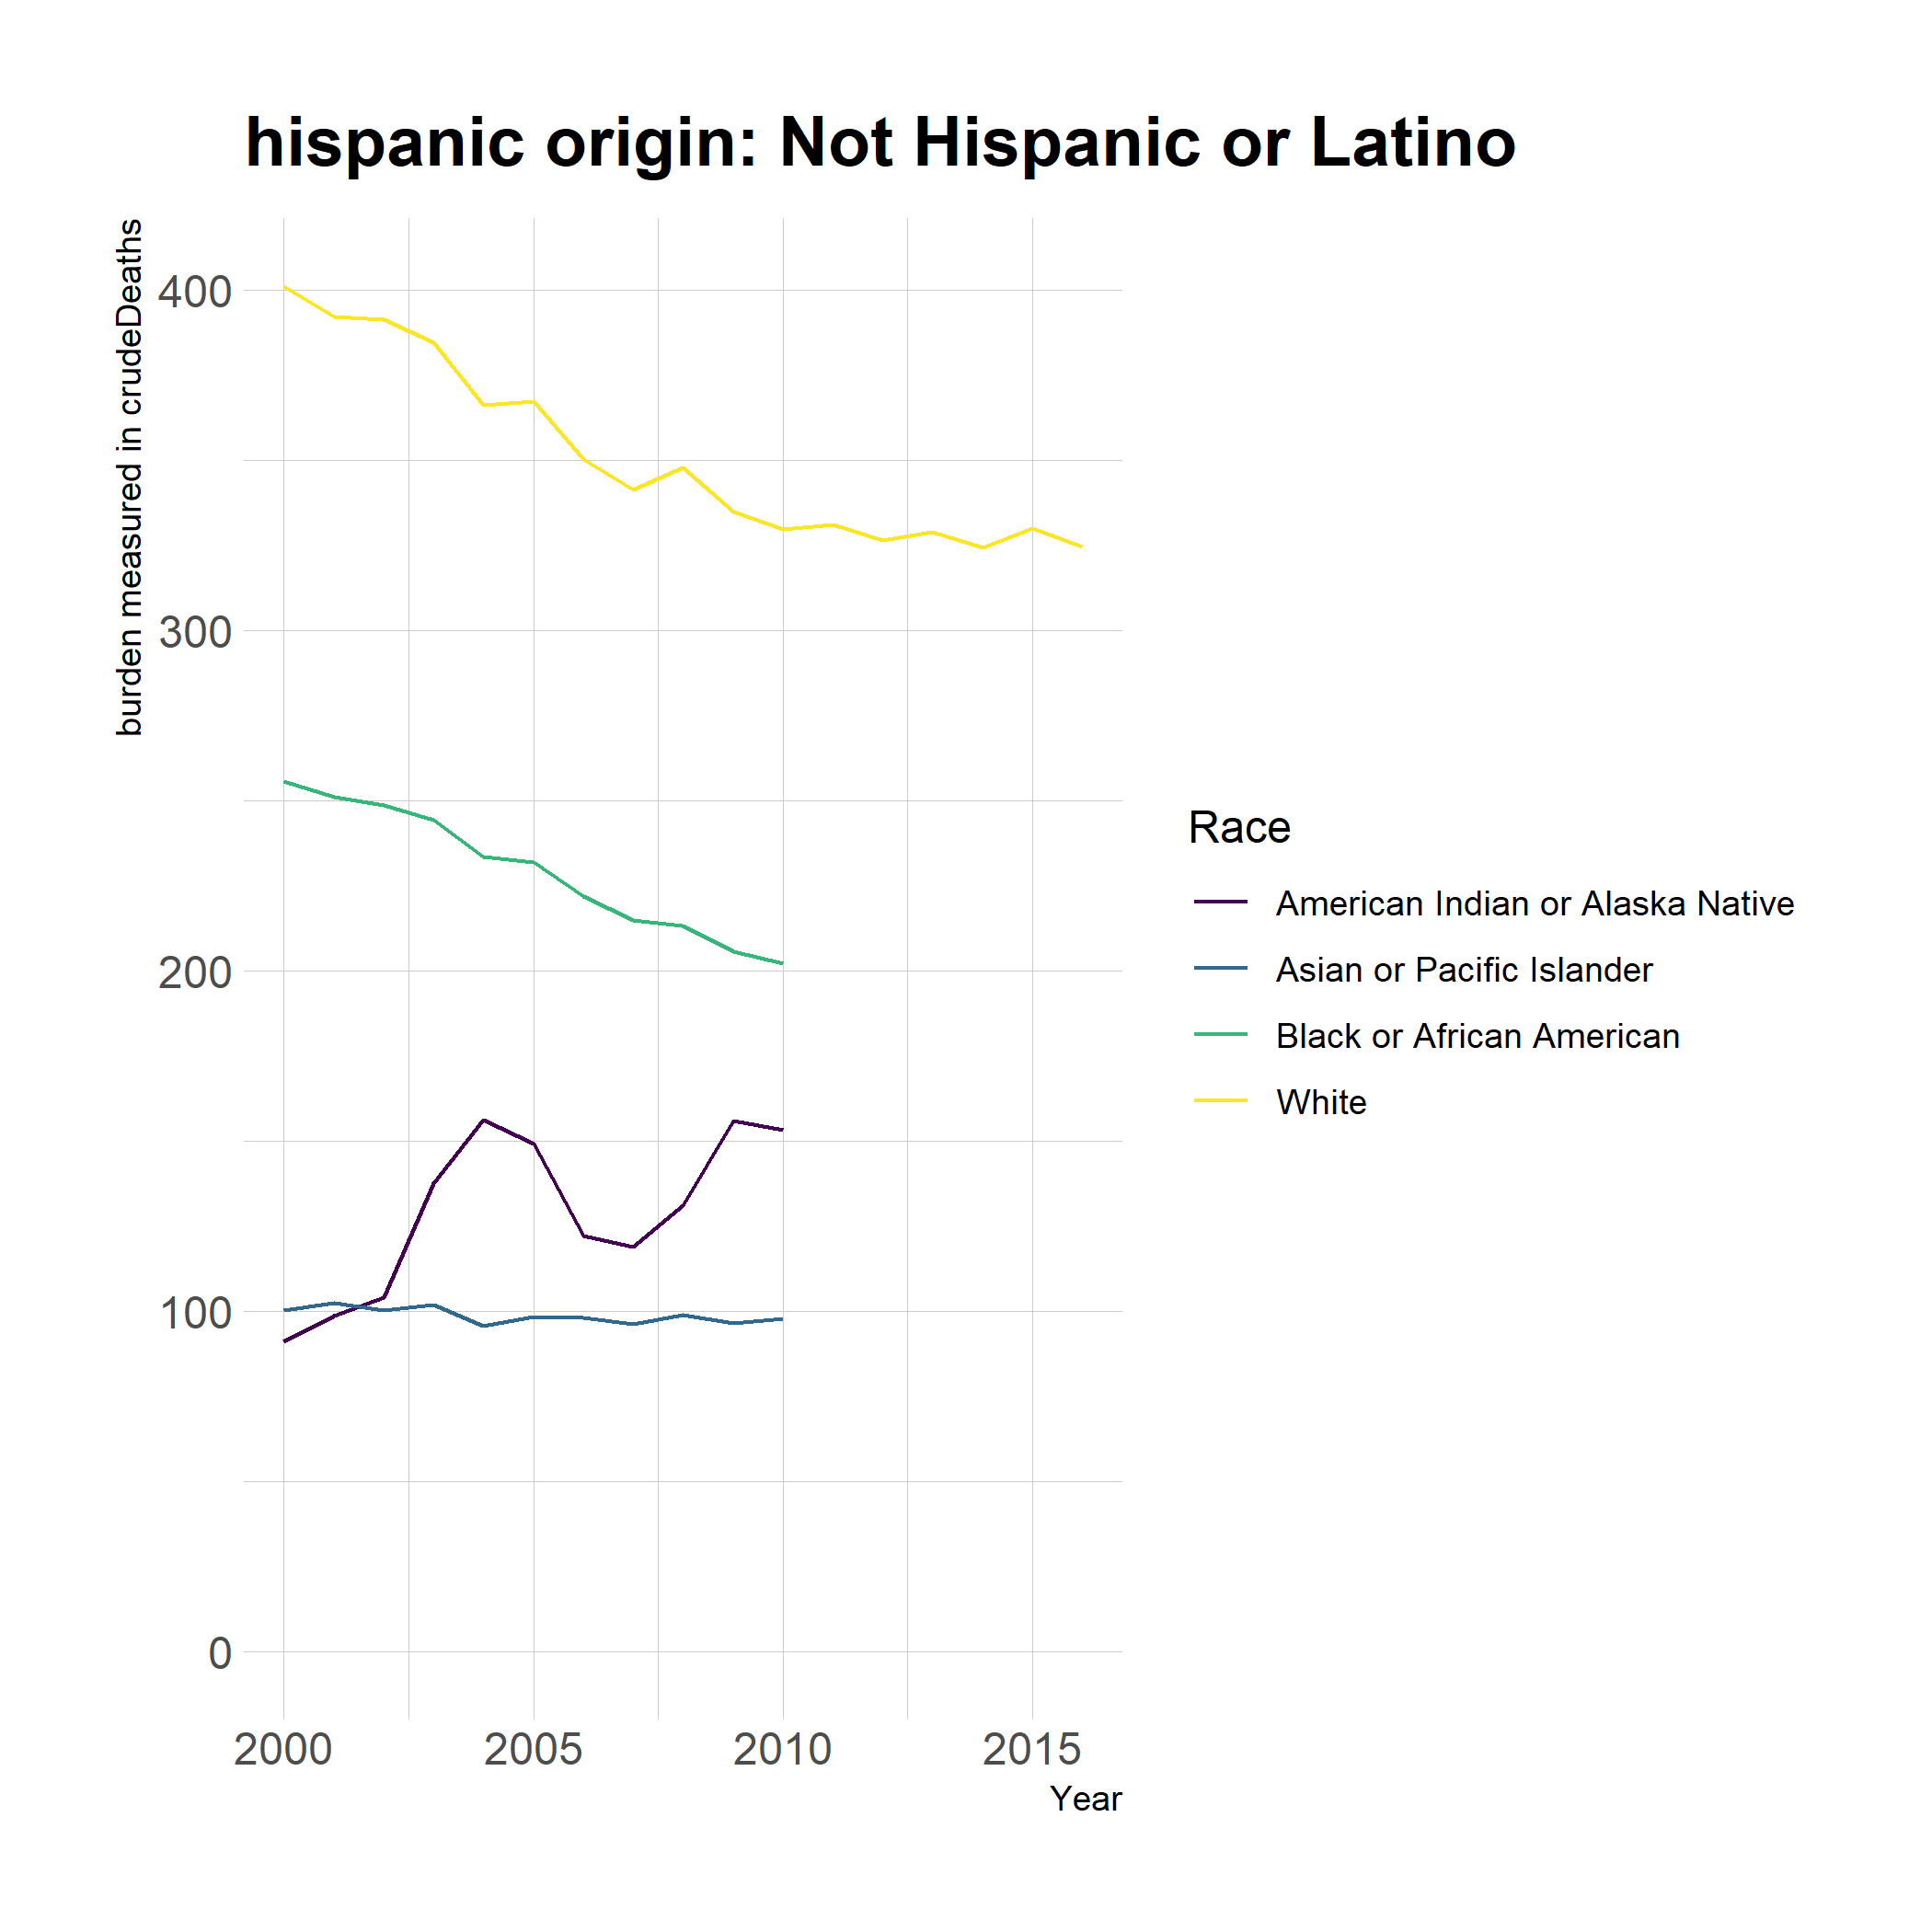 hispanic origin: Not Hispanic or Latino
burden measured in crudeDeaths
400
300
200
100
0
2000
2005
2010
2015
Year
Race
American Indian or Alaska Native
Asian or Pacific Islander
Black or African American
White